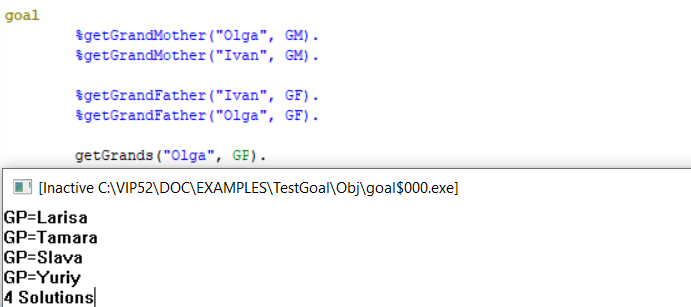 goal
%getGrandMother("Olga", GM).
%getGrandMother("Ivan", GM).
%getGrandFather("Ivan", GF).
%getGrandFather("Olga", GF).
getGrands("Olga", GP).
[Inactive C:\VIP52\DOC\EXAMPLES\TestGoal\Obj\goal$000.exe]
GP=Larisa
GP=Tamara
GP=Slava
GP=Yuriy
4 Solutions